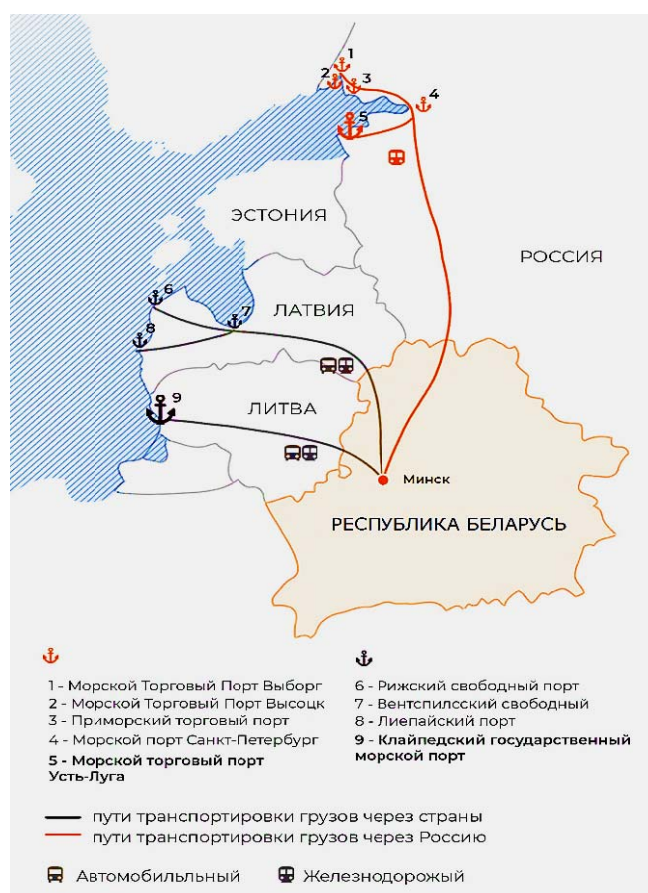 1
2
3
4
5
ЭСТОНИЯ
РОССИЯ
6
7
ЛАТВИЯ
8
9
ЛИТВА
Минск
РЕСПУБЛИКА БЕЛАРУСЬ
1 - Морской Торговый Порт Выборг
2 - Морской Торговый Порт Высоцк
3 - Приморский торговый порт
4 - Морской порт Санкт-Петербург
5 - Морской торговый порт
Усть-Луга
6 - Рижский свободный порт
7 - Вентспилсский свободный
8 - Лиепайский порт
9 - Клайпедский государственный
морской порт
пути транспортировки грузов через страны
пути транспортировки грузов через Россию
Автомобильльный
Железнодорожый